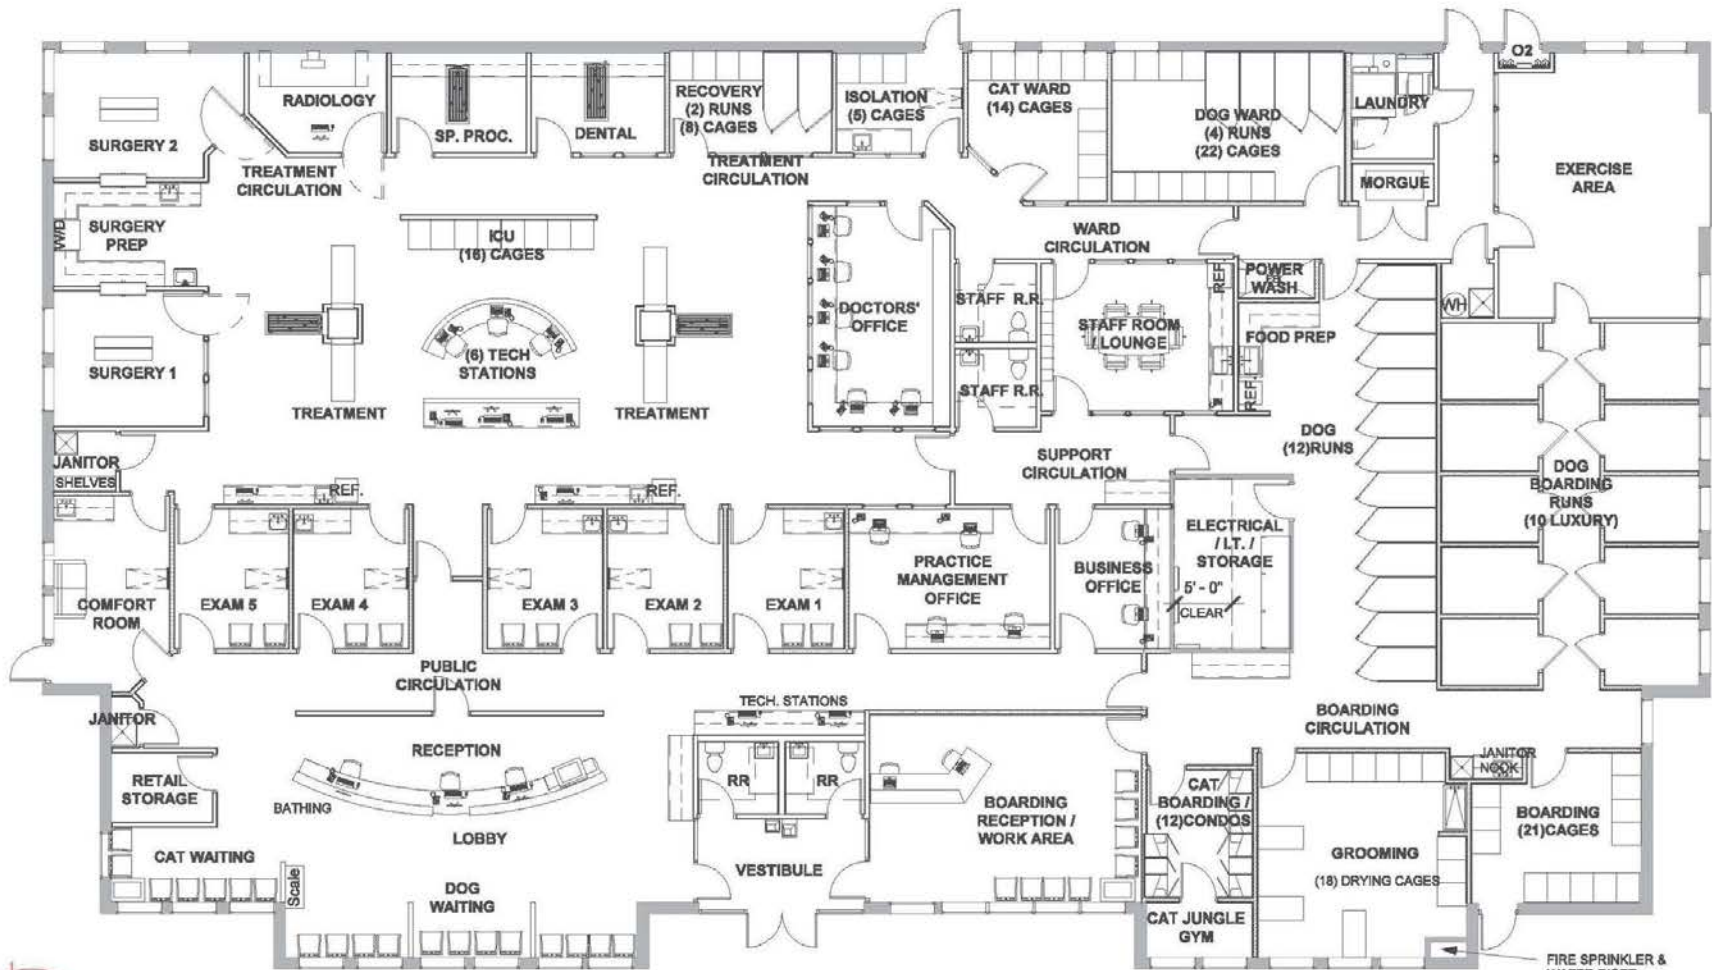 O2
RADIOLOGY
SP. PROC.
DENTAL
RECOVERY
(2) RUNS
(8) CAGES
ISOLATION
(5) CAGES
CAT WARD
(14) CAGES
DOG WARD
(4) RUNS
(22) CAGES
LAUNDRY
SURGERY 2
TREATMENT
CIRCULATION
TREATMENT
CIRCULATION
MORGUE
EXERCISE
AREA
W/D
SURGERY
PREP
ICU
(16) CAGES
WARD
CIRCULATION
POWER
WASH
REF.
WH
STAFF R.R.
DOCTORS'
OFFICE
STAFF ROOM
/ LOUNGE
FOOD PREP
(6) TECH
STATIONS
SURGERY 1
STAFF R.R.
REF.
TREATMENT
TREATMENT
DOG
(12)RUNS
JANITOR
SHELVES
SUPPORT
CIRCULATION
DOG
BOARDING
RUNS
(10 LUXURY)
REF.
REF.
ELECTRICAL
/ I.T. /
STORAGE
5' - 0"
CLEAR
COMFORT
ROOM
EXAM 5
EXAM 4
EXAM 3
EXAM 2
EXAM 1
PRACTICE
MANAGEMENT
OFFICE
BUSINESS
OFFICE
PUBLIC
CIRCULATION
TECH. STATIONS
BOARDING
CIRCULATION
JANITOR
RECEPTION
RETAIL
STORAGE
BATHING
LOBBY
RR
RR
JANITOR
NOOK
BOARDING
RECEPTION /
WORK AREA
CAT
BOARDING /
(12)CONDOS
BOARDING
(21)CAGES
CAT WAITING
Scale
VESTIBULE
GROOMING
(18) DRYING CAGES
DOG
WAITING
CAT JUNGLE
GYM
FIRE SPRINKLER &